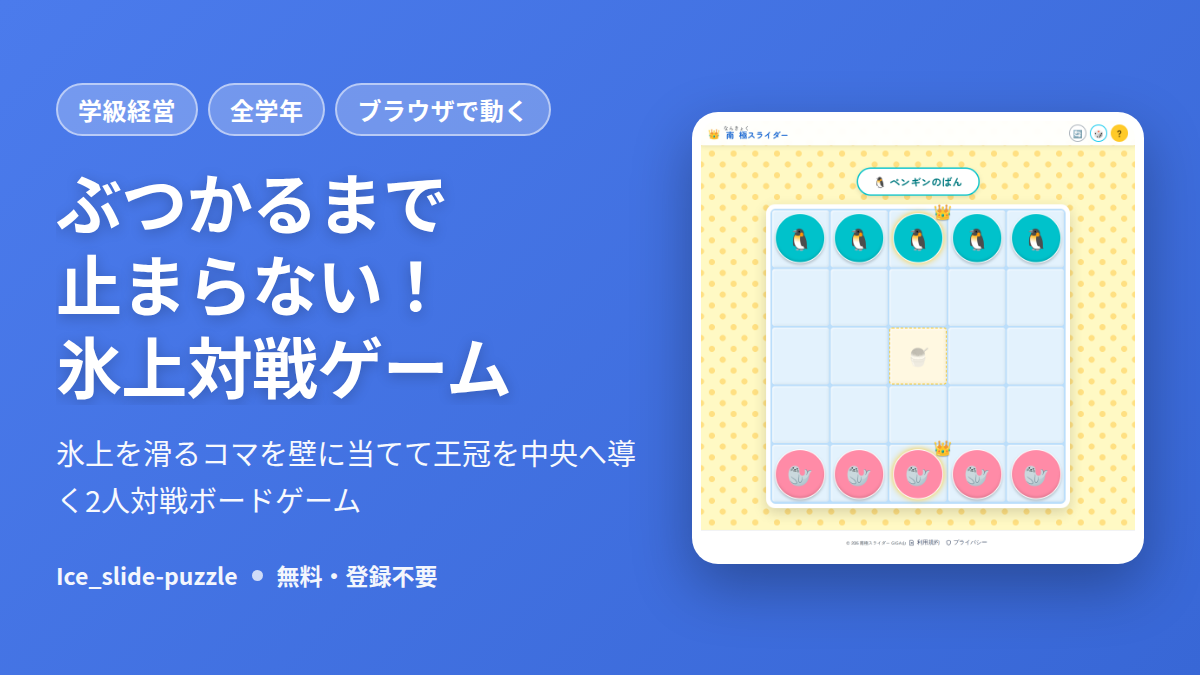 学級経営
全学年
ブラウザで動く
ぶつかるまで
止まらない！
氷上対戦ゲーム
氷上を滑るコマを壁に当てて王冠を中央へ導
く2人対戦ボードゲーム
Ice_slide-puzzle
無料・登録不要
なんきょく
南極スライダー
?
ペンギンのばん
利用規約
プライバシー